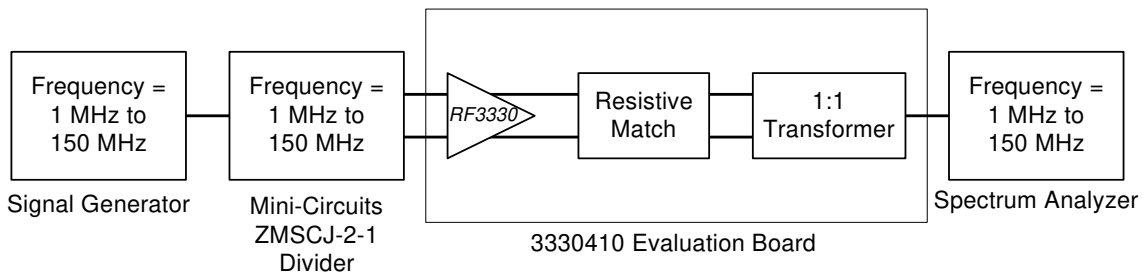 Frequency =
1 MHz to
150 MHz
Signal Generator
Frequency =
1 MHz to
150 MHz
Mini-Circuits
ZMSCJ-2-1
Divider
RF3330
Resistive
Match
1:1
Transformer
3330410 Evaluation Board
Frequency =
1 MHz to
150 MHz
Spectrum Analyzer